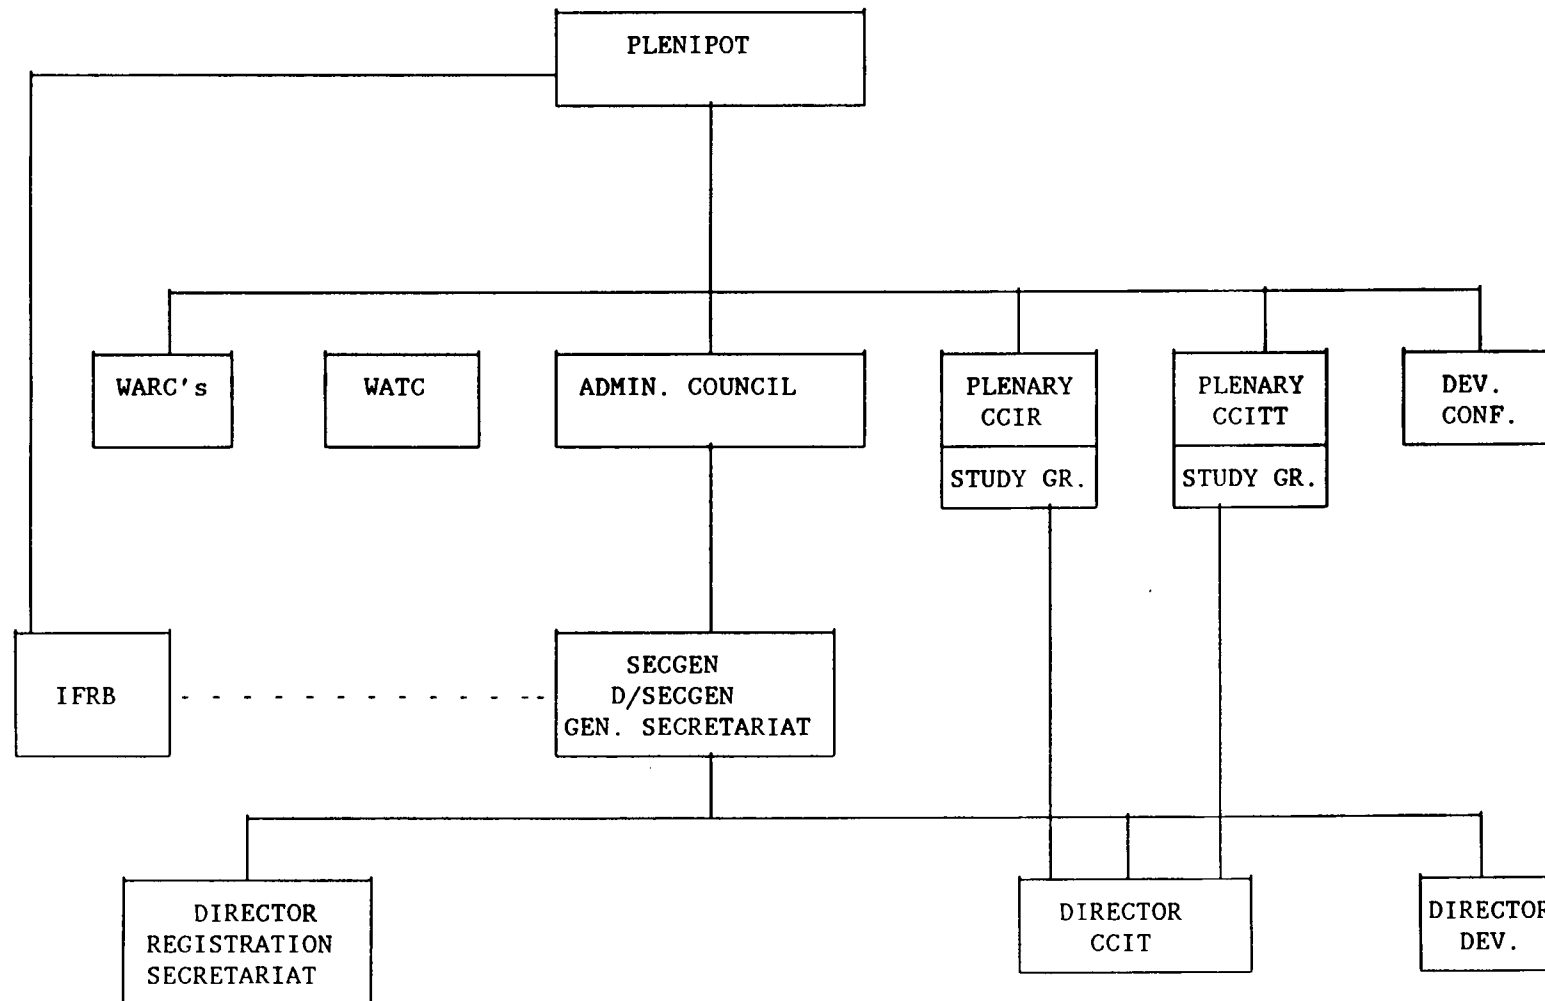 PLENIPOT
WARC's
WATC
ADMIN. COUNCIL
PLENARY
CCIR
STUDY GR.
PLENARY
CCITT
STUDY GR.
DEV.
CONF.
IFRB
SECGEN
D/SECGEN
GEN. SECRETARIAT
DIRECTOR
REGISTRATION
SECRETARIAT
DIRECTOR
CCIT
DIRECTOR
DEV.